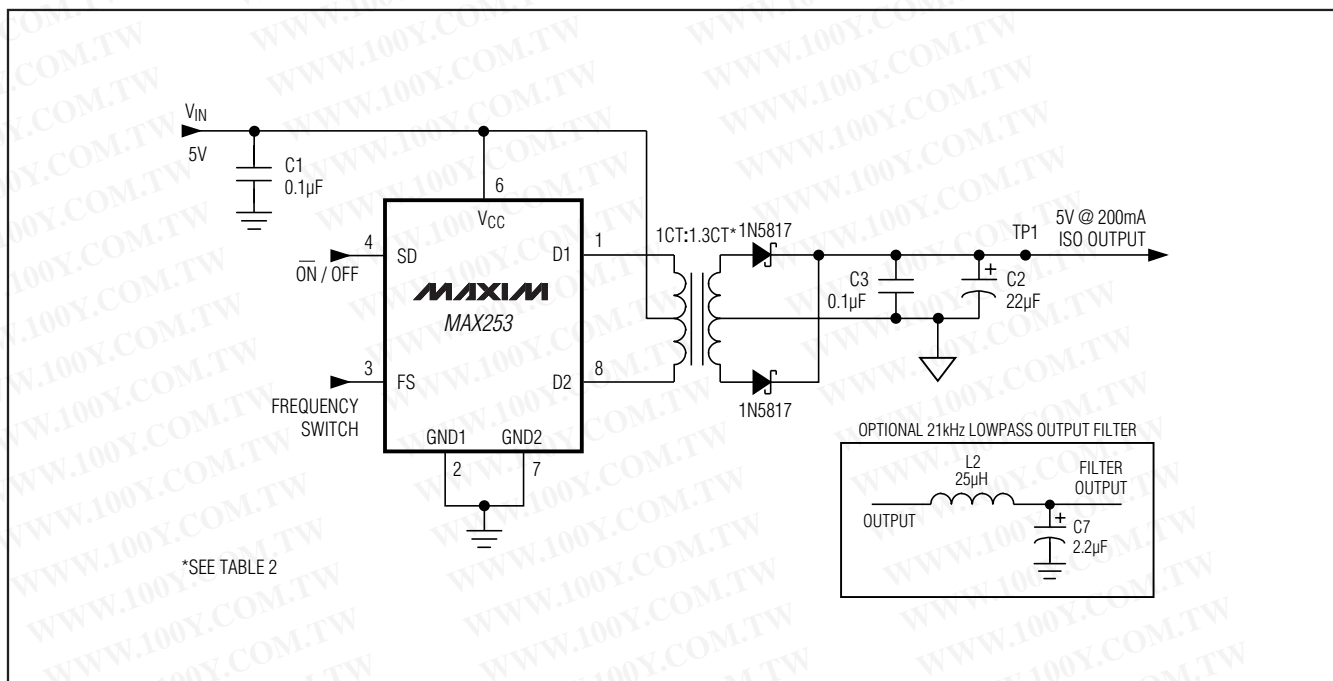 WWW.100Y.COM.TW
V_IN
5V
C1
0.1µF
6
V_CC
4
SD
O̅N̅ / OFF
1
D1
MAXIM
MAX253
3
FS
FREQUENCY
SWITCH
8
D2
GND1
GND2
2
7
1CT:1.3CT*
1N5817
1N5817
C3
0.1µF
+
C2
22µF
TP1
5V @ 200mA
ISO OUTPUT
OPTIONAL 21kHz LOWPASS OUTPUT FILTER
L2
25µH
OUTPUT
FILTER
OUTPUT
+
C7
2.2µF
*SEE TABLE 2